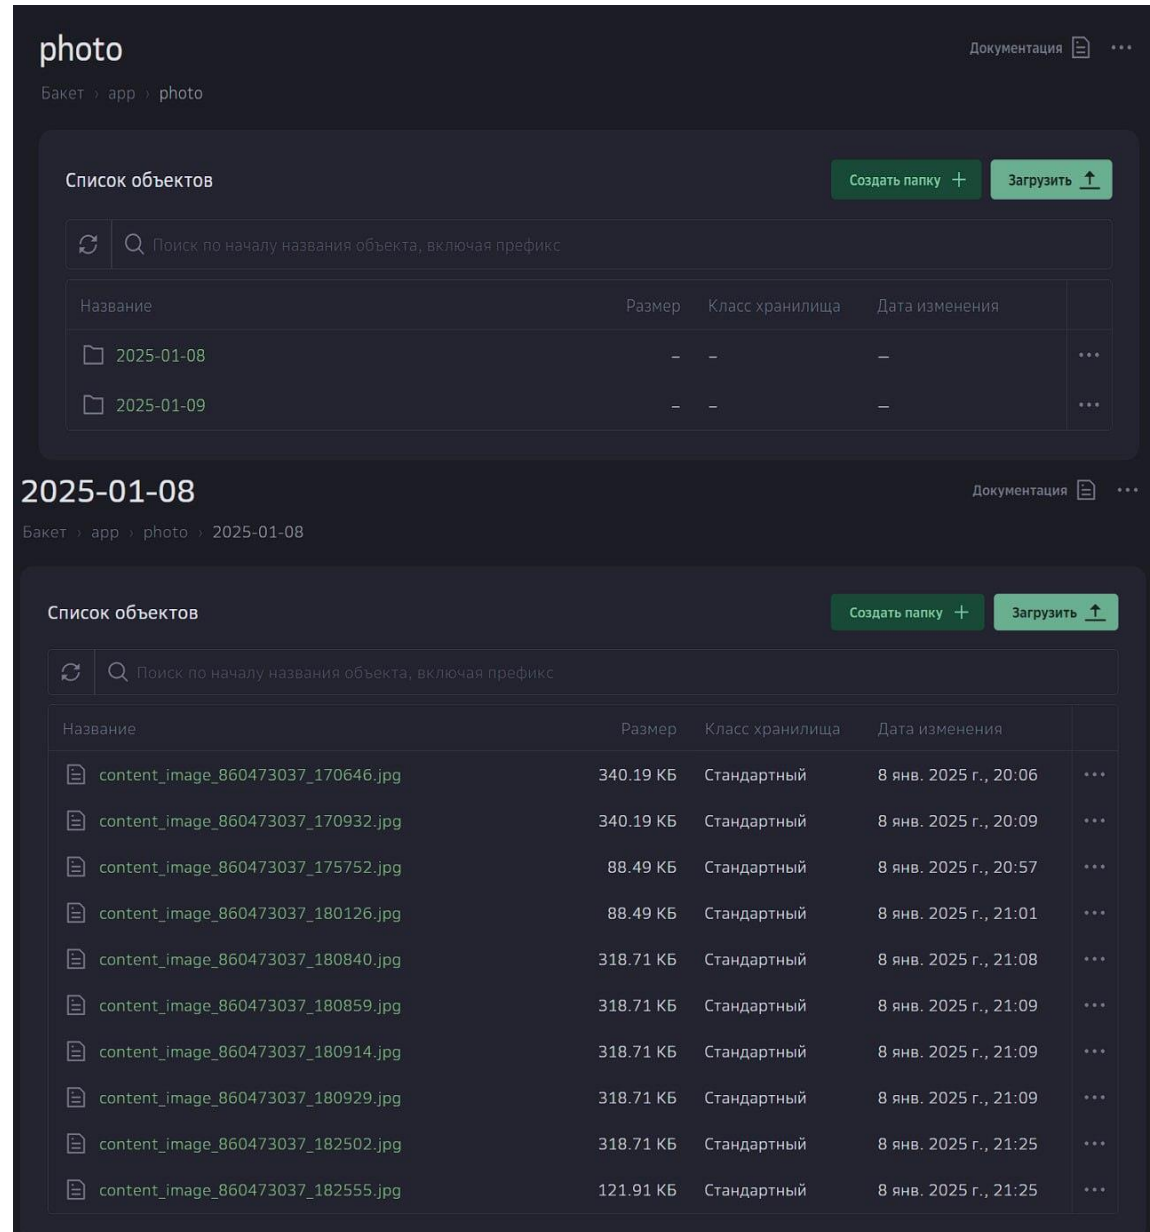 photo
Документация
Бакет › app › photo
Список объектов
Создать папку +
Загрузить
Поиск по началу названия объекта, включая префикс
Название Размер Класс хранилища Дата изменения
2025-01-08 – – —
2025-01-09 – – —
2025-01-08
Документация
Бакет › app › photo › 2025-01-08
Список объектов
Создать папку +
Загрузить
Поиск по началу названия объекта, включая префикс
Название Размер Класс хранилища Дата изменения
content_image_860473037_170646.jpg 340.19 КБ Стандартный 8 янв. 2025 г., 20:06
content_image_860473037_170932.jpg 340.19 КБ Стандартный 8 янв. 2025 г., 20:09
content_image_860473037_175752.jpg 88.49 КБ Стандартный 8 янв. 2025 г., 20:57
content_image_860473037_180126.jpg 88.49 КБ Стандартный 8 янв. 2025 г., 21:01
content_image_860473037_180840.jpg 318.71 КБ Стандартный 8 янв. 2025 г., 21:08
content_image_860473037_180859.jpg 318.71 КБ Стандартный 8 янв. 2025 г., 21:09
content_image_860473037_180914.jpg 318.71 КБ Стандартный 8 янв. 2025 г., 21:09
content_image_860473037_180929.jpg 318.71 КБ Стандартный 8 янв. 2025 г., 21:09
content_image_860473037_182502.jpg 318.71 КБ Стандартный 8 янв. 2025 г., 21:25
content_image_860473037_182555.jpg 121.91 КБ Стандартный 8 янв. 2025 г., 21:25